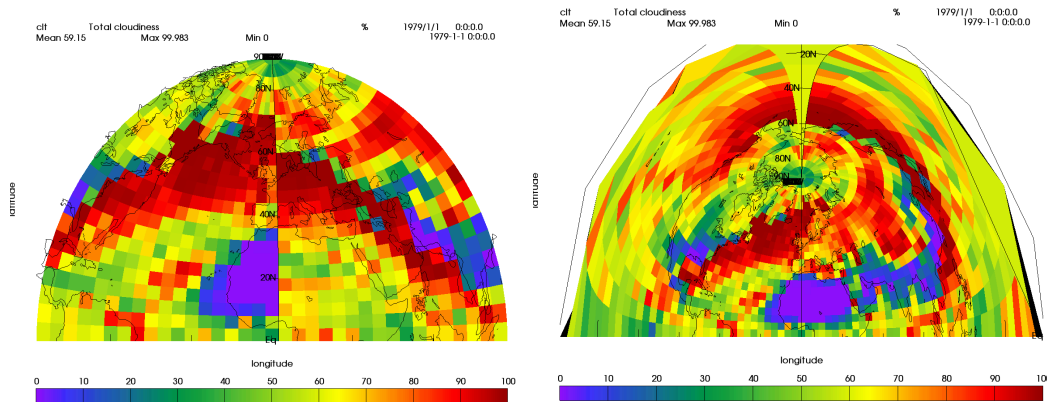 clt Total cloudiness % 1979/1/1 0:0:0.0
Mean 59.15 Max 99.983 Min 0 1979-1-1 0:0:0.0
80N
60N
40N
20N
Eq
latitude
longitude
0 10 20 30 40 50 60 70 80 90 100
clt Total cloudiness % 1979/1/1 0:0:0.0
Mean 59.15 Max 99.983 Min 0 1979-1-1 0:0:0.0
20N
40N
60N
80N
90N
Eq
latitude
longitude
0 10 20 30 40 50 60 70 80 90 10